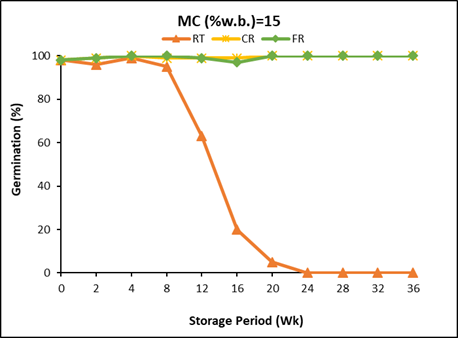 MC (%w.b.)=15
RT CR FR
100
80
60
40
20
0
Germination (%)
0 2 4 8 12 16 20 24 28 32 36
Storage Period (Wk)